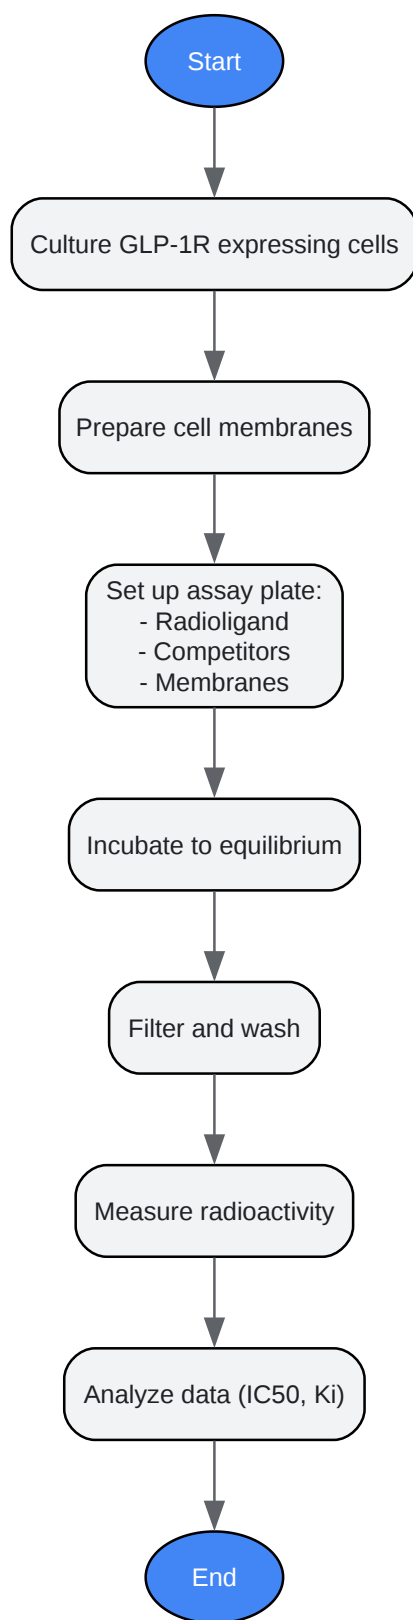 Start
Culture GLP-1R expressing cells
Prepare cell membranes
Set up assay plate:
- Radioligand
- Competitors
- Membranes
Incubate to equilibrium
Filter and wash
Measure radioactivity
Analyze data (IC50, Ki)
End